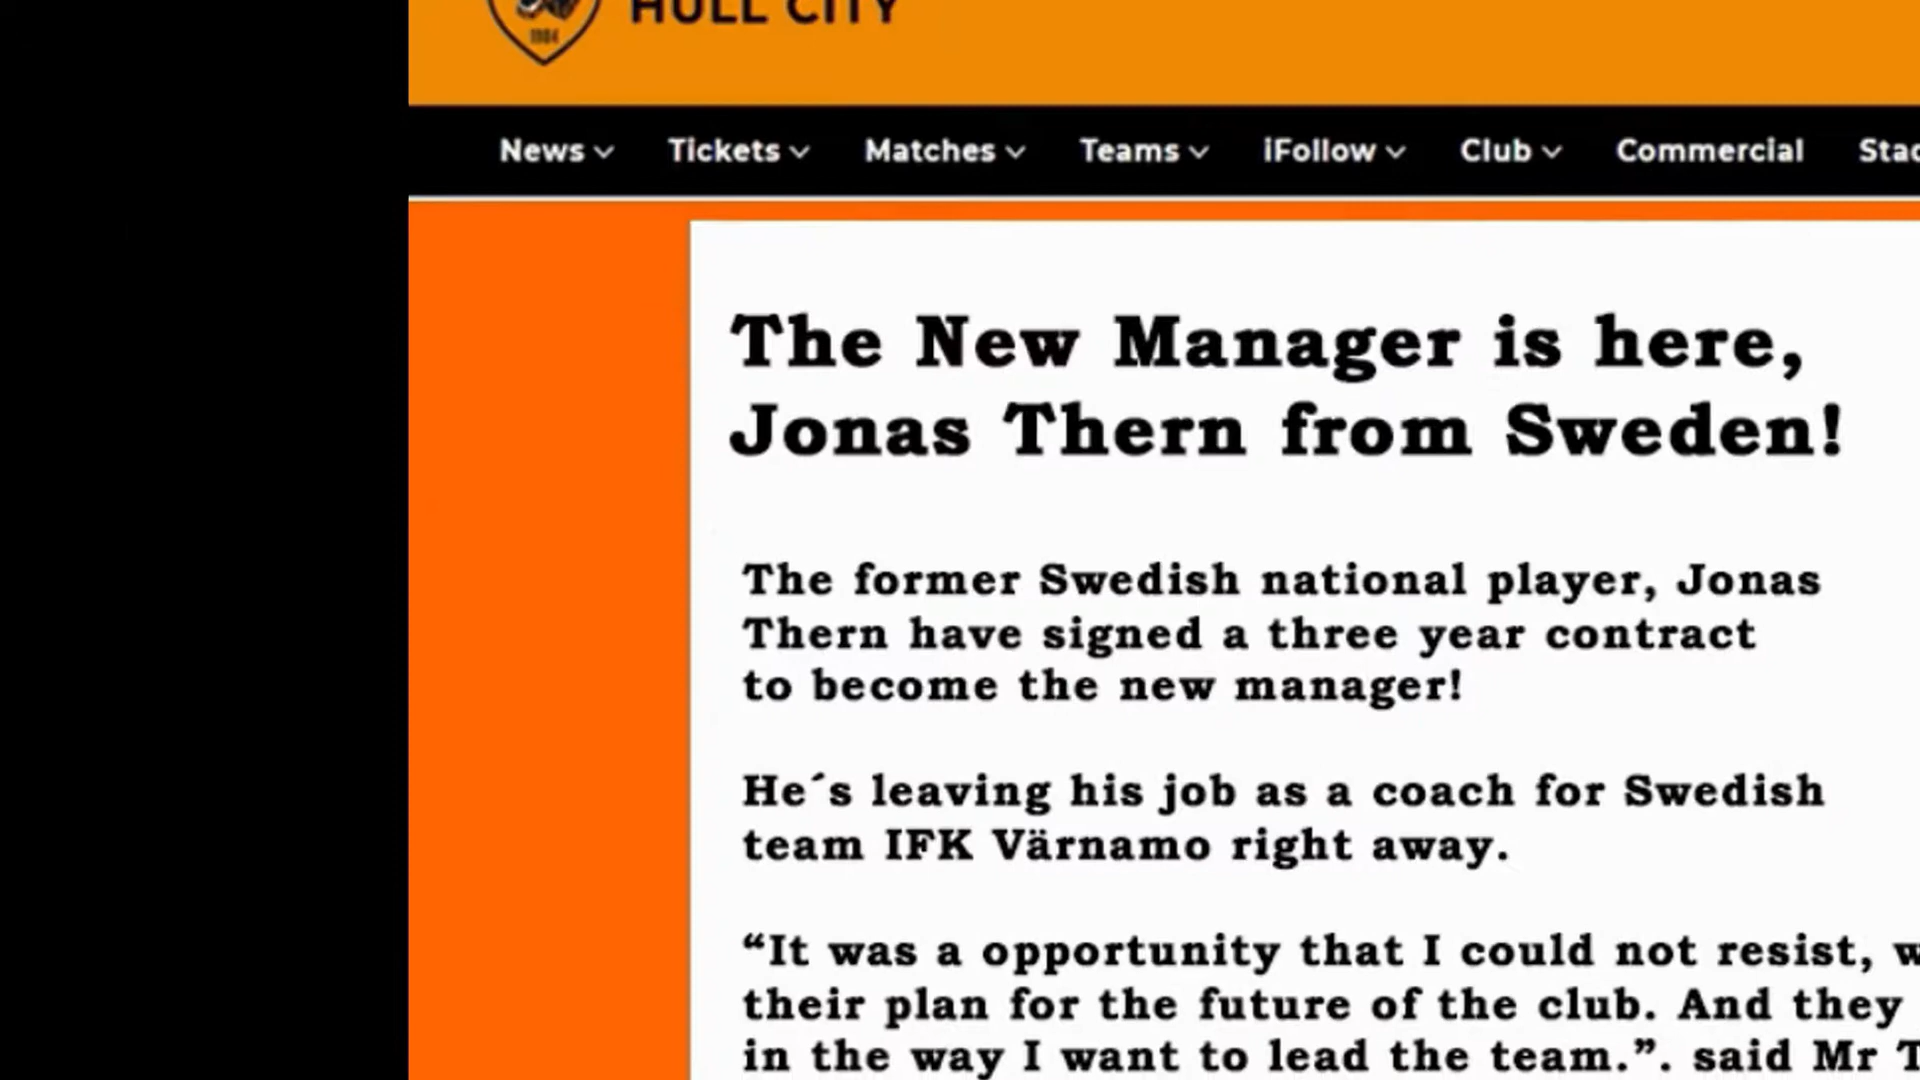 HULL CITY
1904
News Tickets Matches Teams iFollow Club Commercial
The New Manager is here,
Jonas Thern from Sweden!
The former Swedish national player, Jonas
Thern have signed a three year contract
to become the new manager!
He´s leaving his job as a coach for Swedish
team IFK Värnamo right away.
“It was a opportunity that I could not resist,
their plan for the future of the club. And they
in the way I want to lead the team.”. said Mr